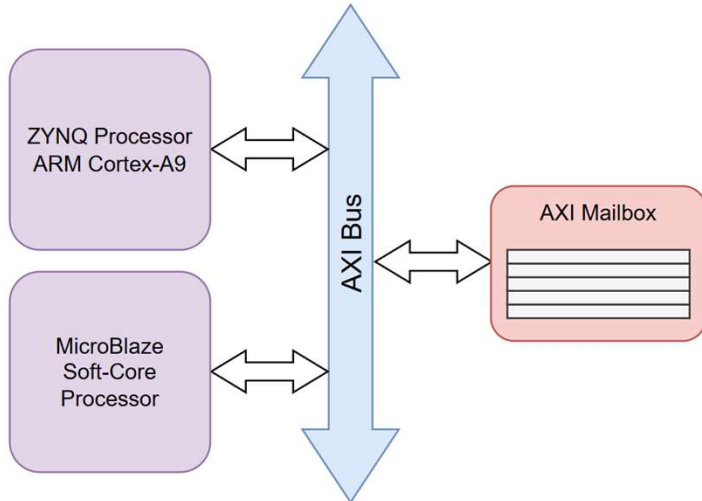 ZYNQ Processor
ARM Cortex-A9
MicroBlaze
Soft-Core
Processor
AXI Bus
AXI Mailbox